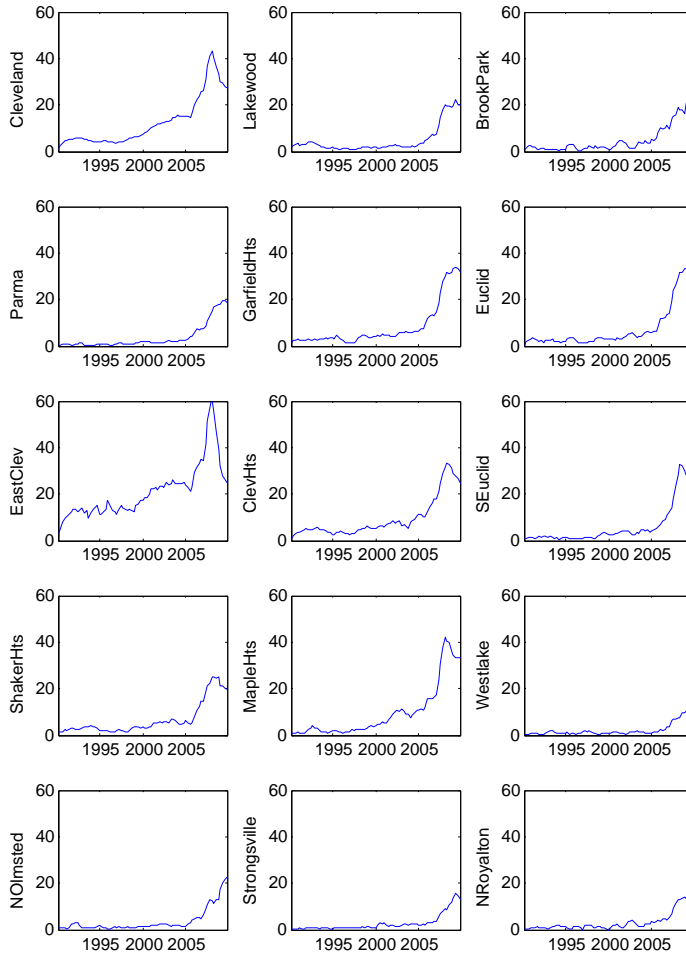 60
40
20
0
Cleveland
1995 2000 2005
60
40
20
0
Lakewood
1995 2000 2005
60
40
20
0
BrookPark
1995 2000 2005
60
40
20
0
Parma
1995 2000 2005
60
40
20
0
GarfieldHts
1995 2000 2005
60
40
20
0
Euclid
1995 2000 2005
60
40
20
0
EastClev
1995 2000 2005
60
40
20
0
ClevHts
1995 2000 2005
60
40
20
0
SEuclid
1995 2000 2005
60
40
20
0
ShakerHts
1995 2000 2005
60
40
20
0
MapleHts
1995 2000 2005
60
40
20
0
Westlake
1995 2000 2005
60
40
20
0
NOlmsted
1995 2000 2005
60
40
20
0
Strongsville
1995 2000 2005
60
40
20
0
NRoyalton
1995 2000 2005